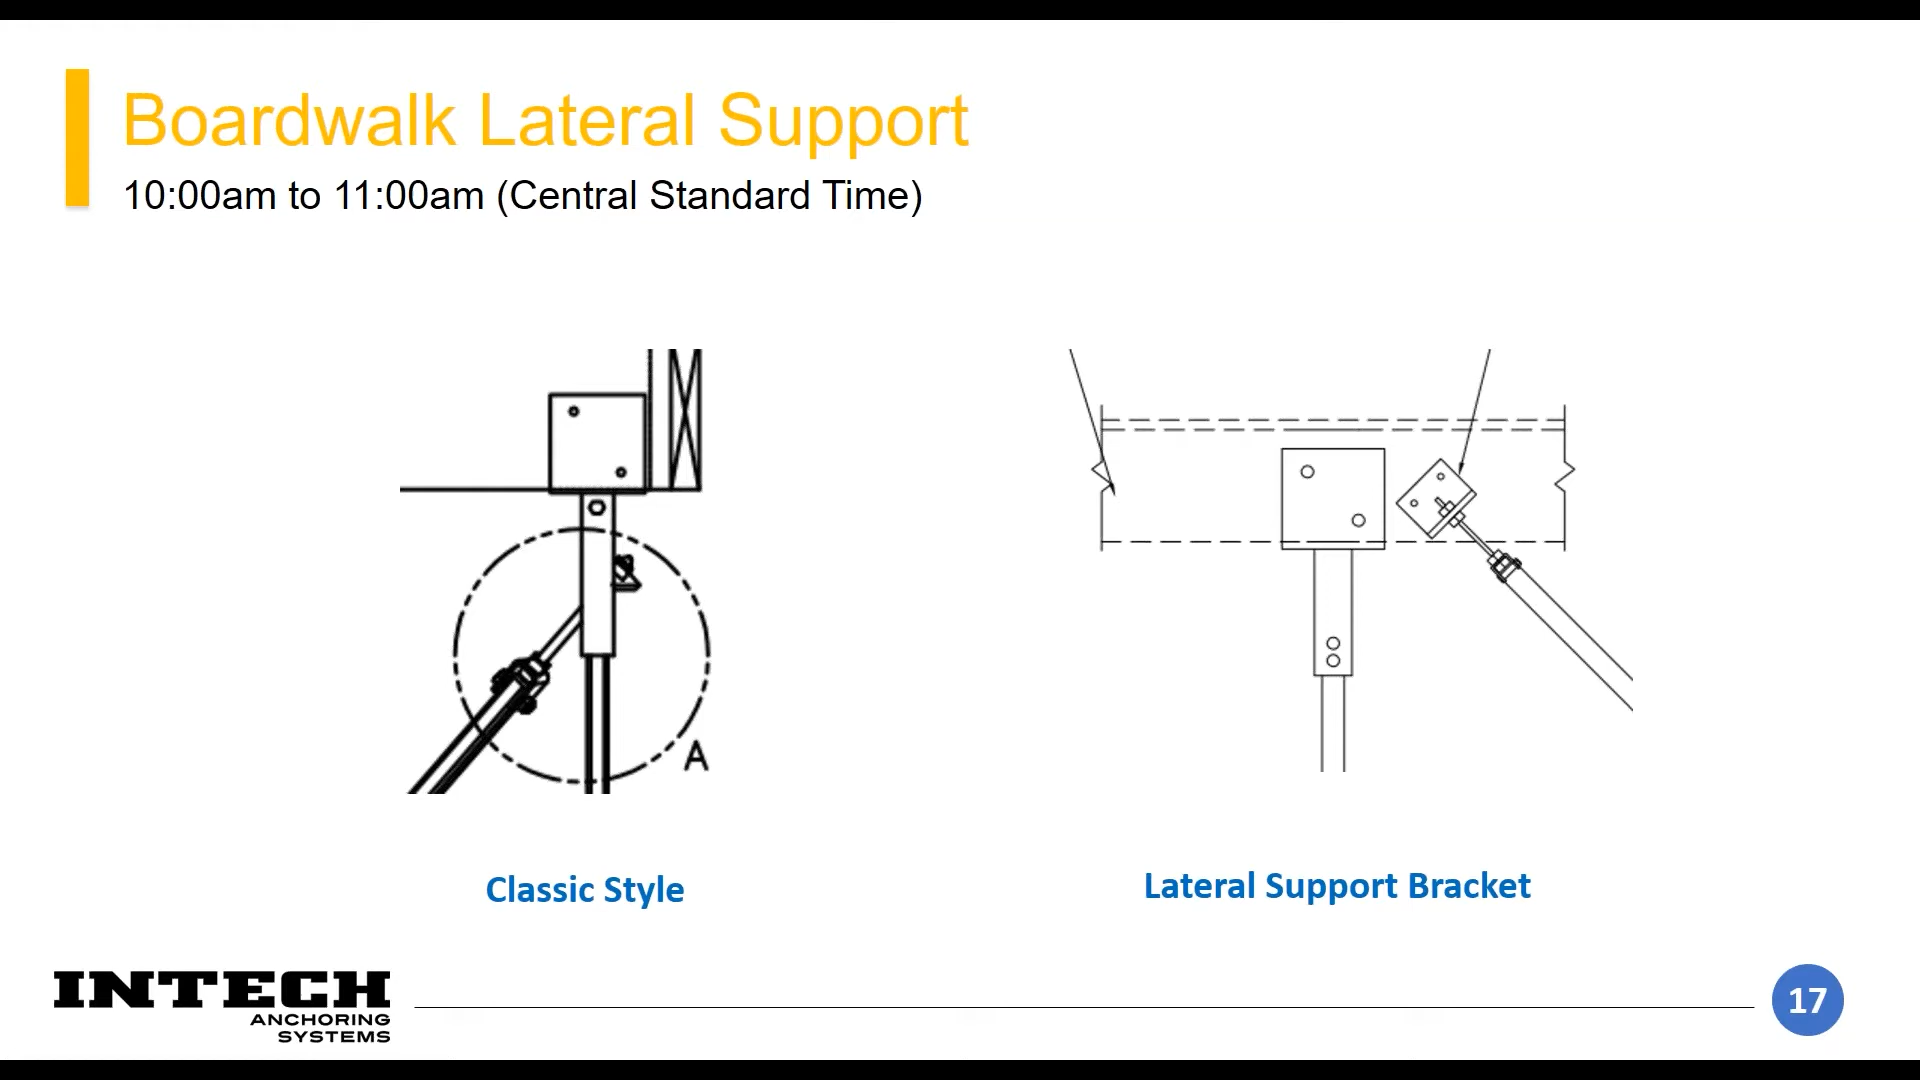 Boardwalk Lateral Support
10:00am to 11:00am (Central Standard Time)
A
Classic Style
Lateral Support Bracket
INTECH
ANCHORING
SYSTEMS
17